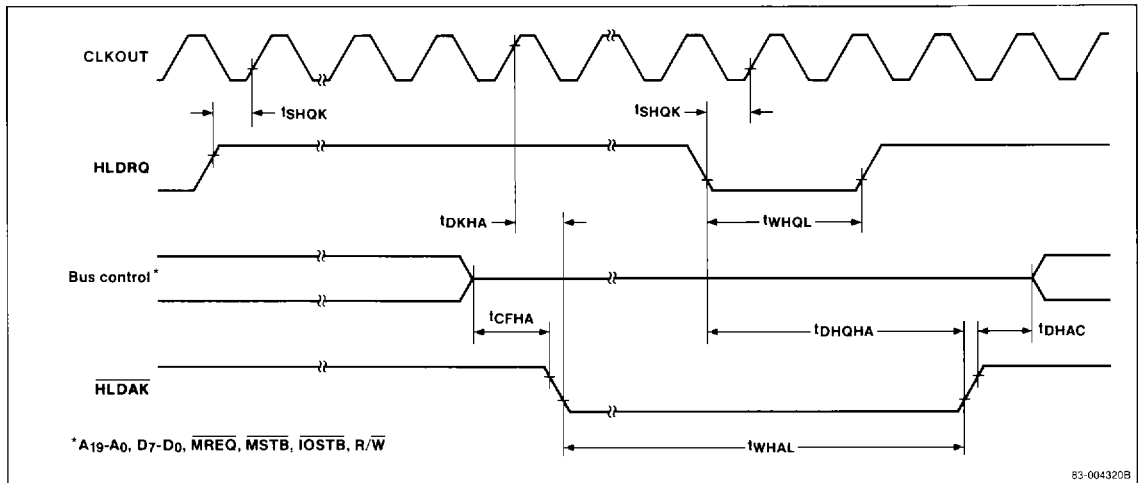 CLKOUT
tSHQK
tSHQK
HLDRQ
tDKHA
tWHQL
Bus control*
tCFHA
tDHQHA
tDHAC
HLDAK
tWHAL
*A19-A0, D7-D0, MREQ, MSTB, IOSTB, R/W
83-004320B